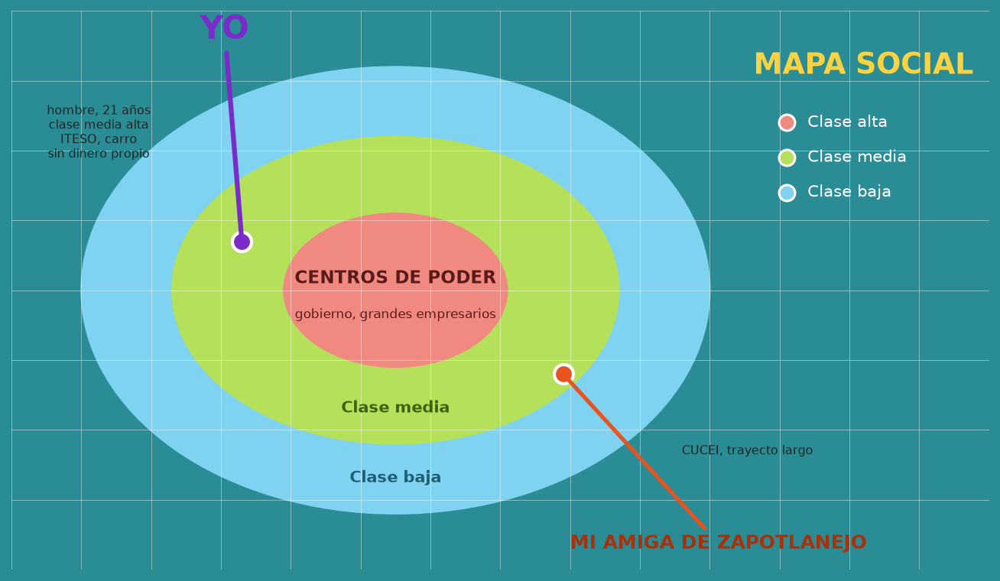 YO
MAPA SOCIAL
hombre, 21 años
clase media alta
ITESO, carro
sin dinero propio
Clase alta
Clase media
Clase baja
CENTROS DE PODER
gobierno, grandes empresarios
Clase media
Clase baja
CUCEI, trayecto largo
MI AMIGA DE ZAPOTLANEJO